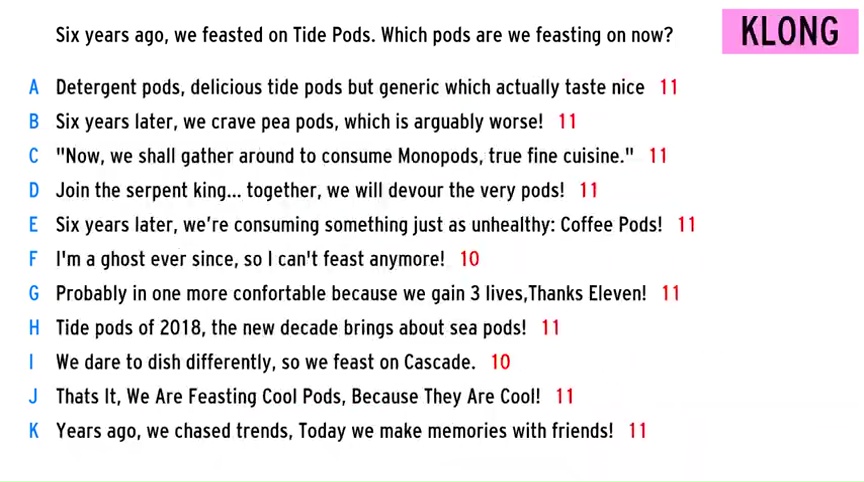 Six years ago, we feasted on Tide Pods. Which pods are we feasting on now?
KLONG
A Detergent pods, delicious tide pods but generic which actually taste nice 11
B Six years later, we crave pea pods, which is arguably worse! 11
C "Now, we shall gather around to consume Monopods, true fine cuisine." 11
D Join the serpent king... together, we will devour the very pods! 11
E Six years later, we're consuming something just as unhealthy: Coffee Pods! 11
F I'm a ghost ever since, so I can't feast anymore! 10
G Probably in one more confortable because we gain 3 lives,Thanks Eleven! 11
H Tide pods of 2018, the new decade brings about sea pods! 11
I We dare to dish differently, so we feast on Cascade. 10
J Thats It, We Are Feasting Cool Pods, Because They Are Cool! 11
K Years ago, we chased trends, Today we make memories with friends! 11